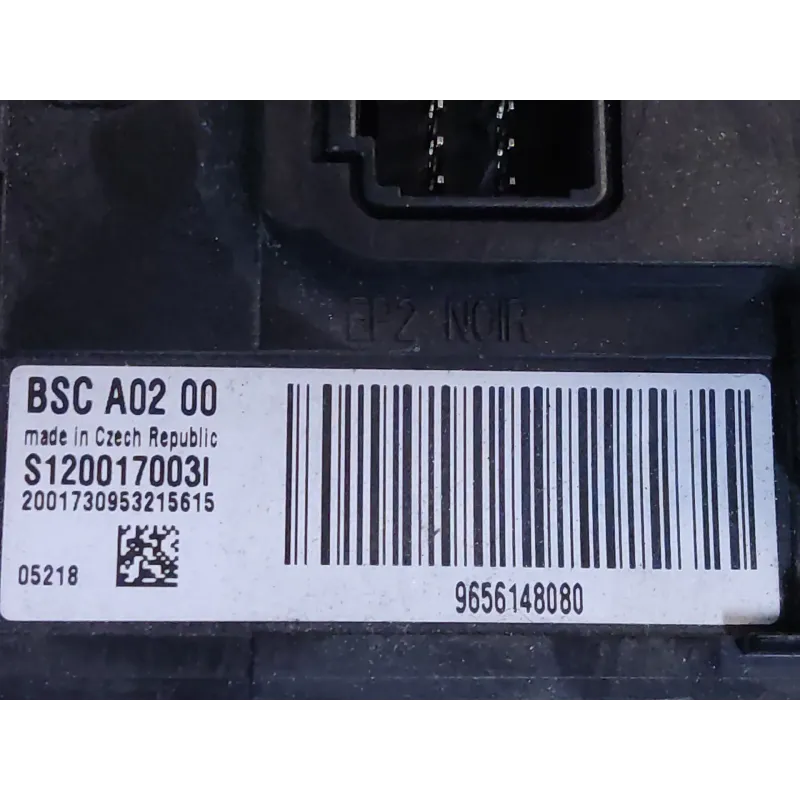 EP2 NOIR
BSC A02 00
made in Czech Republic
S120017003I
2001730953215615
05218
9656148080